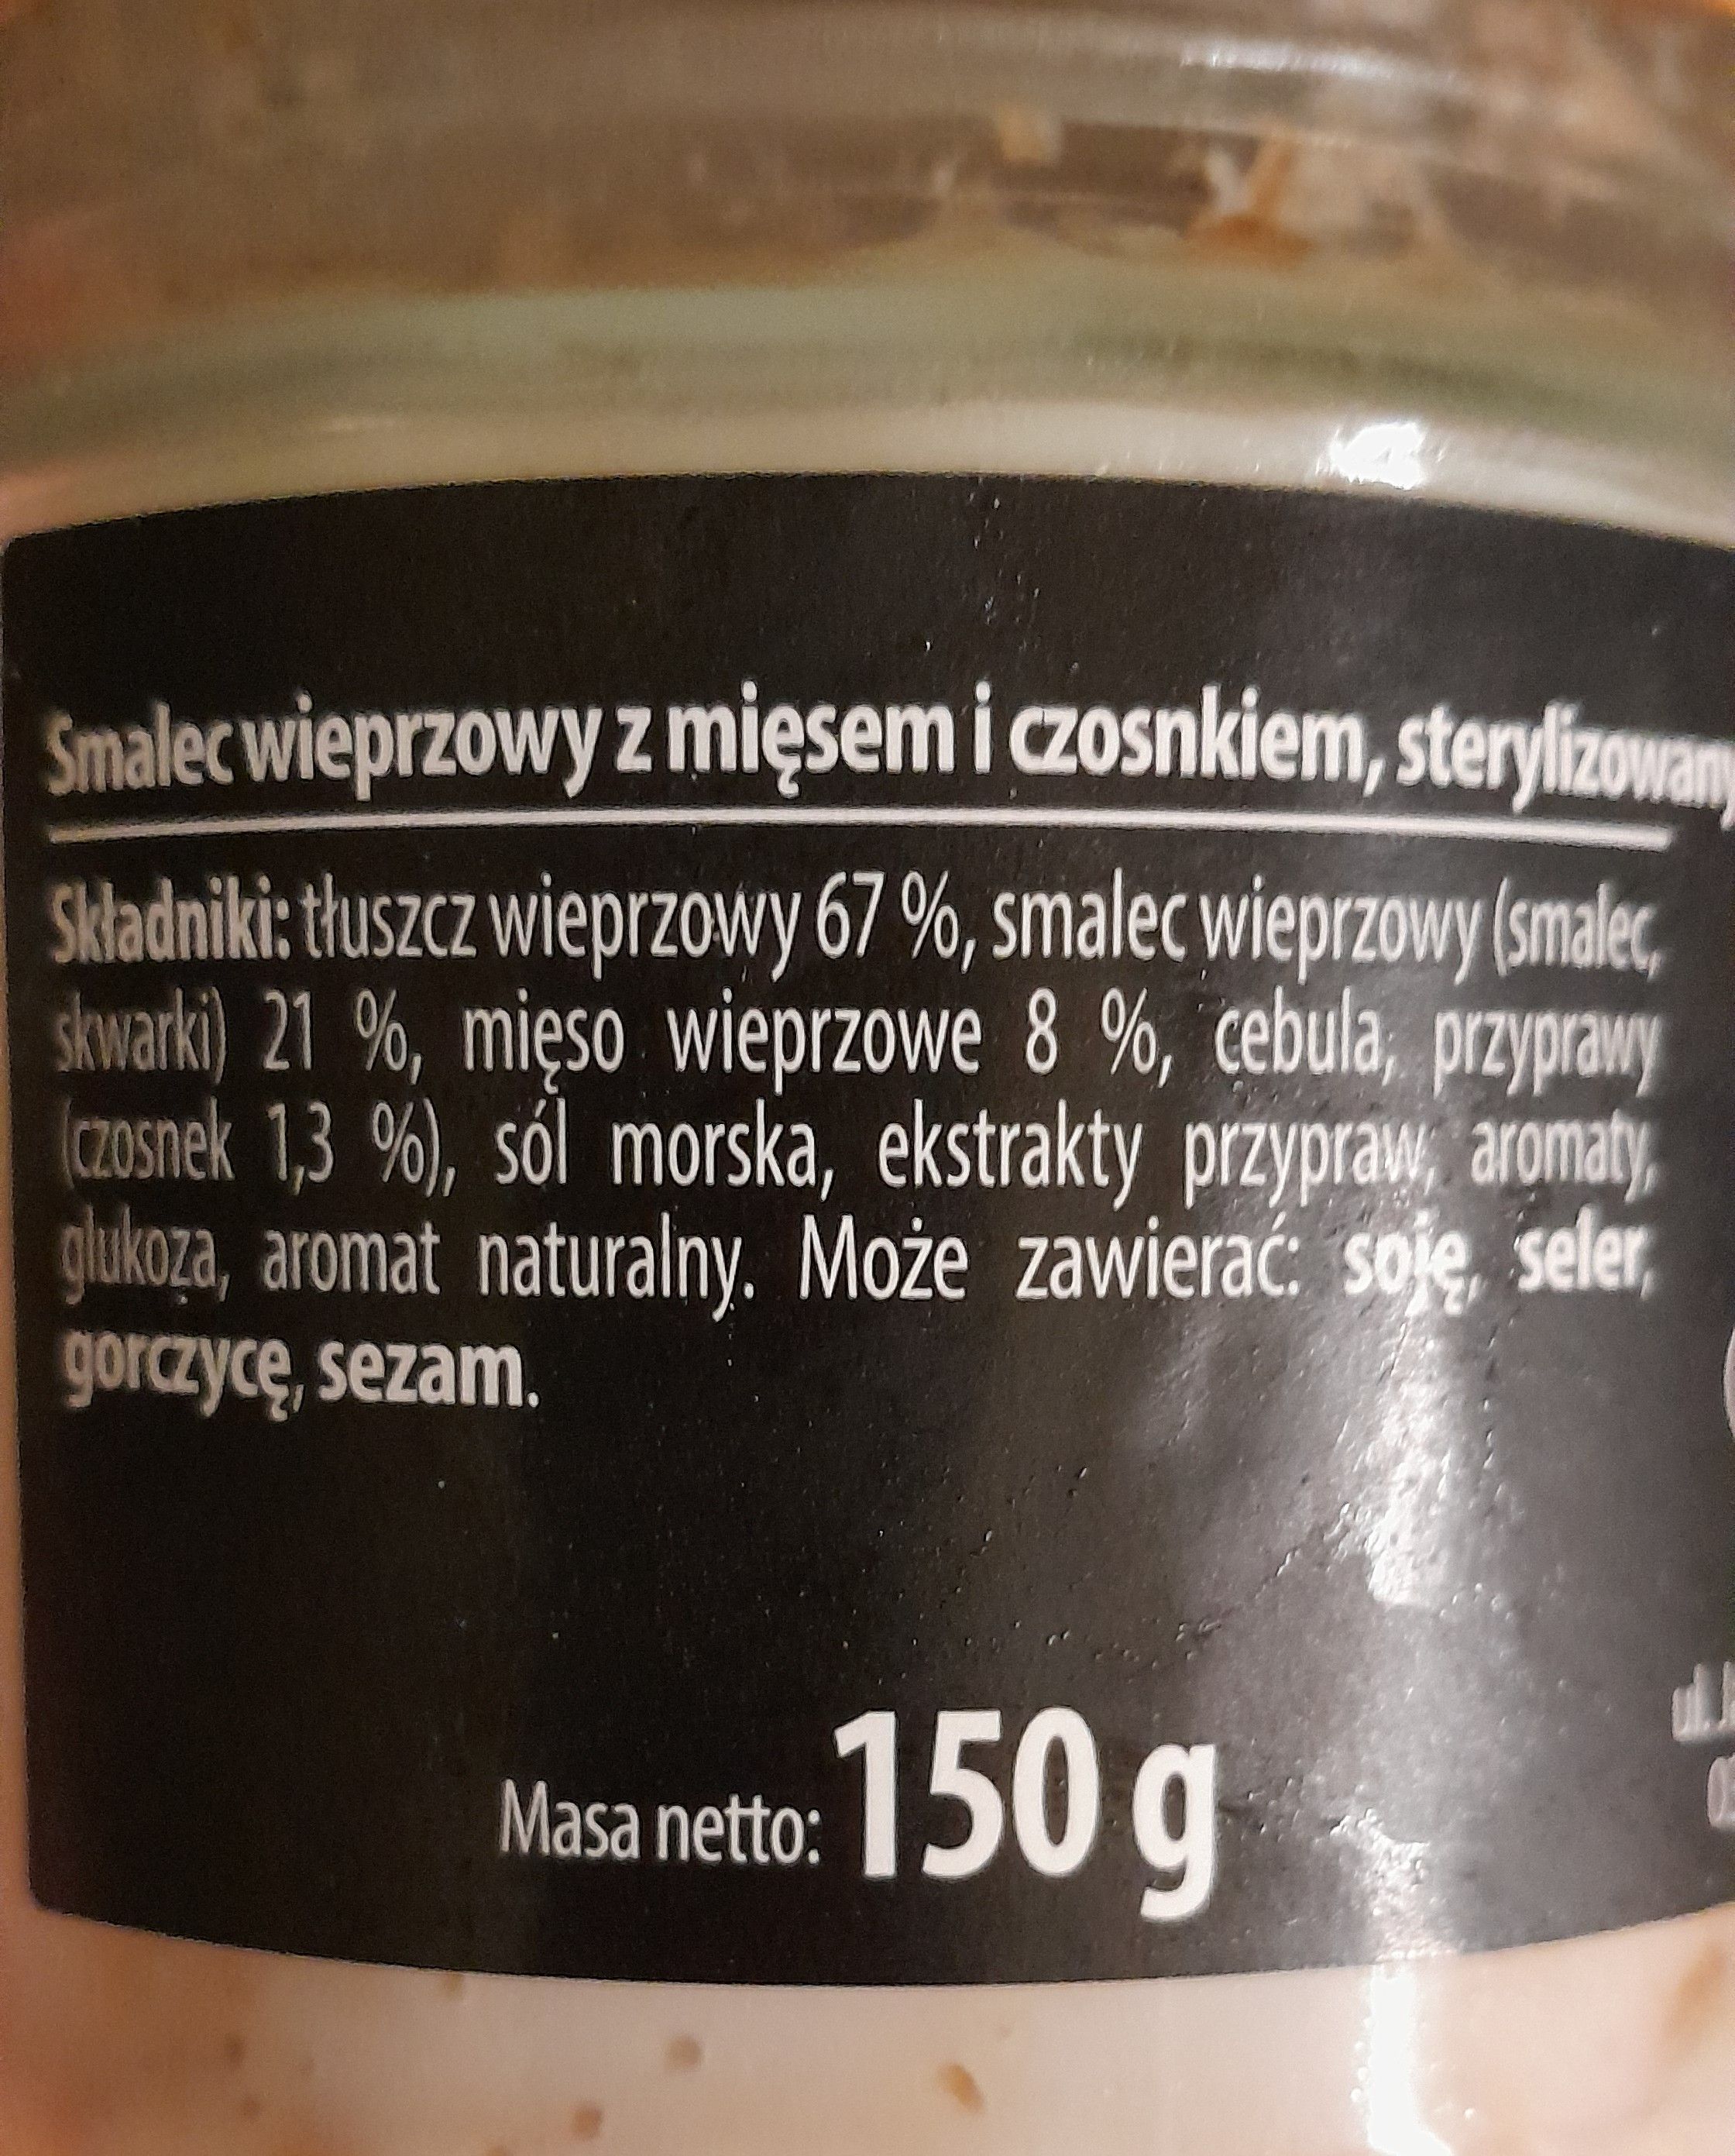 Smalec wieprzowy z mięsem i czosnkiem, sterylizowany
Składniki: tłuszcz wieprzowy 67 %, smalec wieprzowy (smalec,
skwarki) 21 %, mięso wieprzowe 8 %, cebula, przyprawy
(czosnek 1,3 %), sól morska, ekstrakty przypraw, aromaty,
glukoza, aromat naturalny. Może zawierać: soję, seler,
gorczycę, sezam.
Masa netto: 150 g
ul.